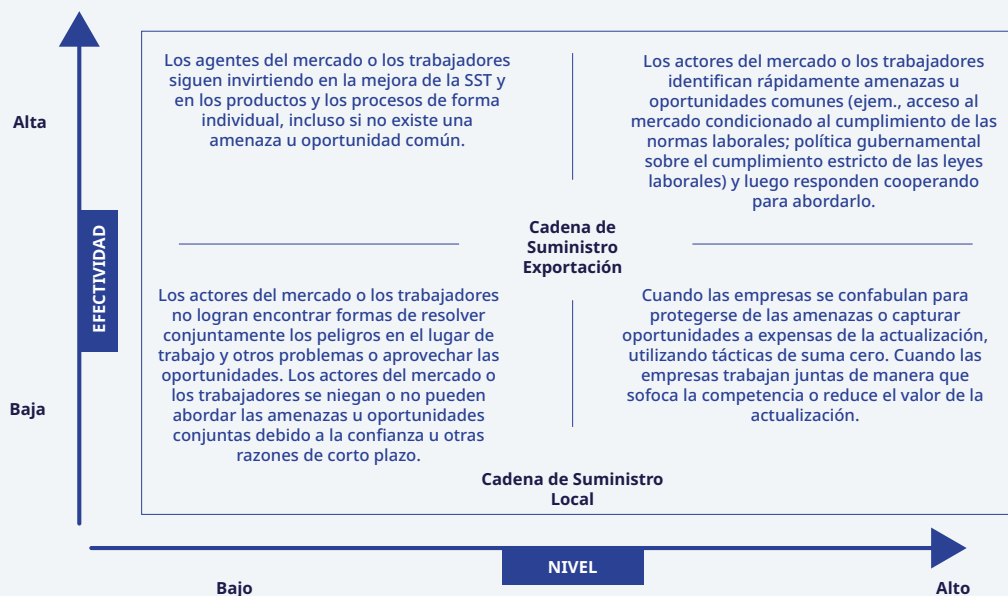 Alta
EFECTIVIDAD
Baja
Los agentes del mercado o los trabajadores
siguen invirtiendo en la mejora de la SST y
en los productos y los procesos de forma
individual, incluso si no existe una
amenaza u oportunidad común.
Los actores del mercado o los trabajadores
identifican rápidamente amenazas u
oportunidades comunes (ejem., acceso al
mercado condicionado al cumplimiento de las
normas laborales; política gubernamental
sobre el cumplimiento estricto de las leyes
laborales) y luego responden cooperando
para abordarlo.
Cadena de
Suministro
Exportación
Los actores del mercado o los trabajadores
no logran encontrar formas de resolver
conjuntamente los peligros en el lugar de
trabajo y otros problemas o aprovechar las
oportunidades. Los actores del mercado o
los trabajadores se niegan o no pueden
abordar las amenazas u oportunidades
conjuntas debido a la confianza u otras
razones de corto plazo.
Cuando las empresas se confabulan para
protegerse de las amenazas o capturar
oportunidades a expensas de la actualización,
utilizando tácticas de suma cero. Cuando las
empresas trabajan juntas de manera que
sofoca la competencia o reduce el valor de la
actualización.
Cadena de Suministro
Local
NIVEL
Bajo
Alto